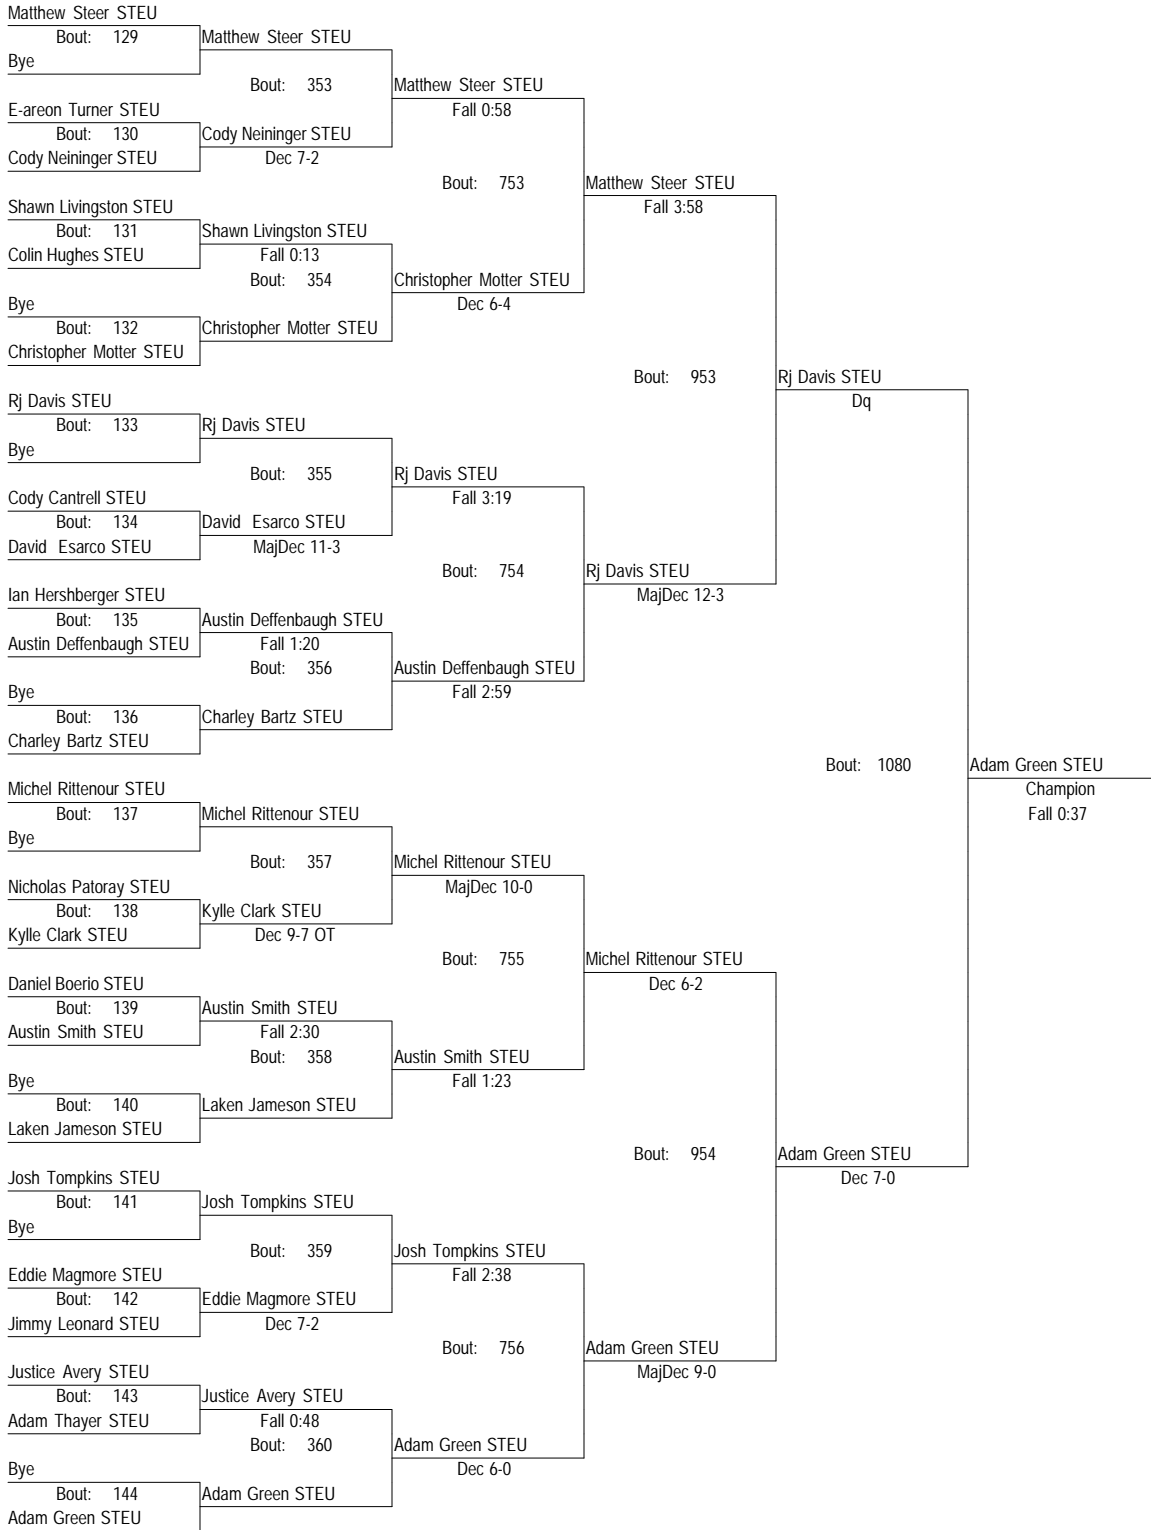 Matthew Steer STEU
Bout: 129
Matthew Steer STEU
Bye
Bout: 353
Matthew Steer STEU
E-areon Turner STEU
Fall 0:58
Bout: 130
Cody Neininger STEU
Cody Neininger STEU
Dec 7-2
Bout: 753
Matthew Steer STEU
Shawn Livingston STEU
Fall 3:58
Bout: 131
Shawn Livingston STEU
Colin Hughes STEU
Fall 0:13
Bout: 354
Christopher Motter STEU
Bye
Dec 6-4
Bout: 132
Christopher Motter STEU
Christopher Motter STEU
Bout: 953
Rj Davis STEU
Rj Davis STEU
Dq
Bout: 133
Rj Davis STEU
Bye
Bout: 355
Rj Davis STEU
Cody Cantrell STEU
Fall 3:19
Bout: 134
David Esarco STEU
David Esarco STEU
MajDec 11-3
Bout: 754
Rj Davis STEU
Ian Hershberger STEU
MajDec 12-3
Bout: 135
Austin Deffenbaugh STEU
Austin Deffenbaugh STEU
Fall 1:20
Bout: 356
Austin Deffenbaugh STEU
Bye
Fall 2:59
Bout: 136
Charley Bartz STEU
Charley Bartz STEU
Bout: 1080
Adam Green STEU
Michel Rittenour STEU
Champion
Bout: 137
Michel Rittenour STEU
Fall 0:37
Bye
Bout: 357
Michel Rittenour STEU
Nicholas Patoray STEU
MajDec 10-0
Bout: 138
Kylle Clark STEU
Kylle Clark STEU
Dec 9-7 OT
Bout: 755
Michel Rittenour STEU
Daniel Boerio STEU
Dec 6-2
Bout: 139
Austin Smith STEU
Austin Smith STEU
Fall 2:30
Bout: 358
Austin Smith STEU
Bye
Fall 1:23
Bout: 140
Laken Jameson STEU
Laken Jameson STEU
Bout: 954
Adam Green STEU
Josh Tompkins STEU
Dec 7-0
Bout: 141
Josh Tompkins STEU
Bye
Bout: 359
Josh Tompkins STEU
Eddie Magmore STEU
Fall 2:38
Bout: 142
Eddie Magmore STEU
Jimmy Leonard STEU
Dec 7-2
Bout: 756
Adam Green STEU
Justice Avery STEU
MajDec 9-0
Bout: 143
Justice Avery STEU
Adam Thayer STEU
Fall 0:48
Bout: 360
Adam Green STEU
Bye
Dec 6-0
Bout: 144
Adam Green STEU
Adam Green STEU